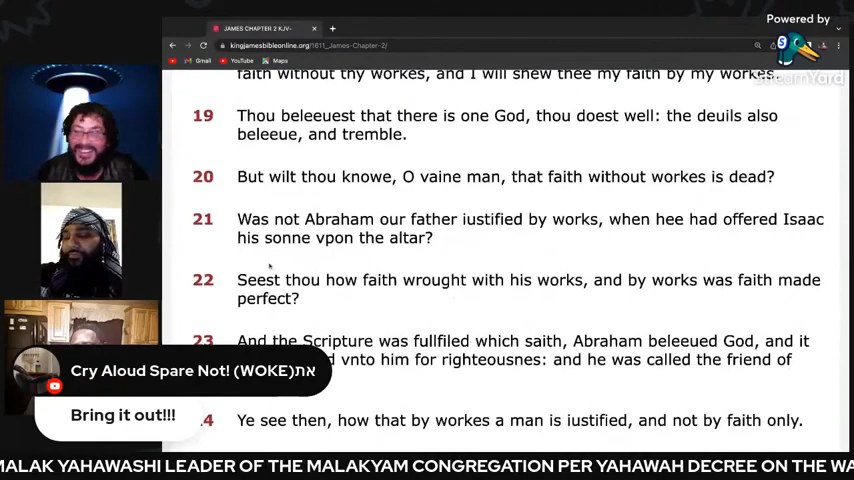 JAMES CHAPTER 2 KJV-
kingjamesbibleonline.org/1611_James-Chapter-2/
Gmail YouTube Maps
Powered by
StreamYard
faith without thy workes, and I will shew thee my faith by my workes.
19 Thou beleeuest that there is one God, thou doest well: the deuils also
beleeue, and tremble.
20 But wilt thou knowe, O vaine man, that faith without workes is dead?
21 Was not Abraham our father iustified by works, when hee had offered Isaac
his sonne vpon the altar?
22 Seest thou how faith wrought with his works, and by works was faith made
perfect?
23 And the Scripture was fullfiled which saith, Abraham beleeued God, and it
vnto him for righteousnes: and he was called the friend of
Cry Aloud Spare Not! (WOKE)את
Bring it out!!!
4 Ye see then, how that by workes a man is iustified, and not by faith only.
MALAK YAHAWASHI LEADER OF THE MALAKYAM CONGREGATION PER YAHAWAH DECREE ON THE WA